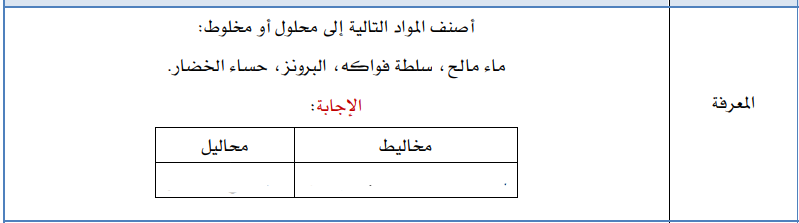 أصنف المواد التالية إلى محلول أو مخلوط:
ماء مالح، سلطة فواكه، البرونز، حساء الخضار.
المعرفة
الإجابة:
مخاليط محاليل